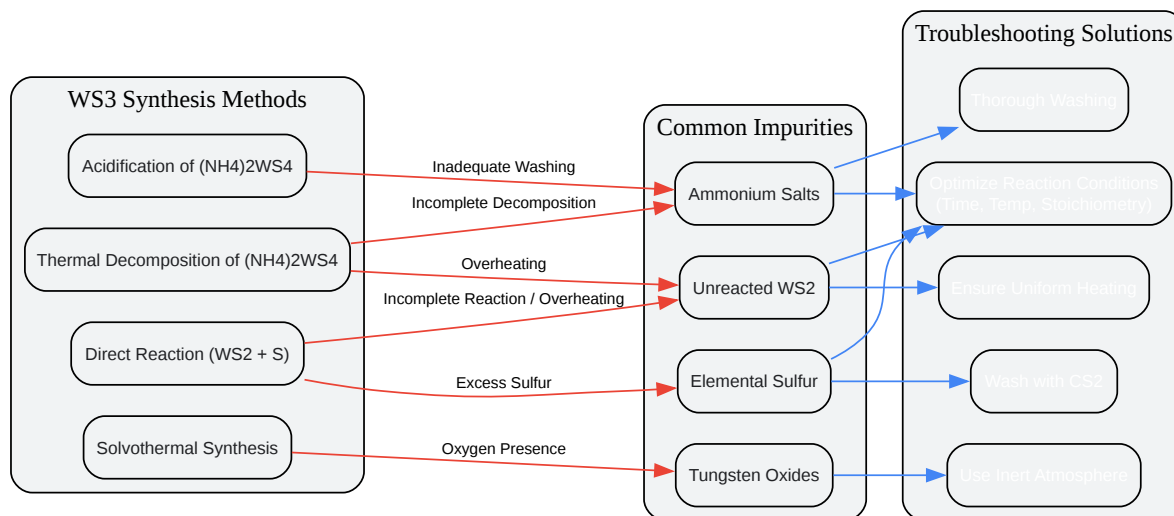 WS3 Synthesis Methods
Acidification of (NH4)2WS4
Thermal Decomposition of (NH4)2WS4
Direct Reaction (WS2 + S)
Solvothermal Synthesis
Inadequate Washing
Incomplete Decomposition
Overheating
Incomplete Reaction / Overheating
Excess Sulfur
Oxygen Presence
Common Impurities
Ammonium Salts
Unreacted WS2
Elemental Sulfur
Tungsten Oxides
Troubleshooting Solutions
Thorough Washing
Optimize Reaction Conditions
(Time, Temp, Stoichiometry)
Ensure Uniform Heating
Wash with CS2
Use Inert Atmosphere